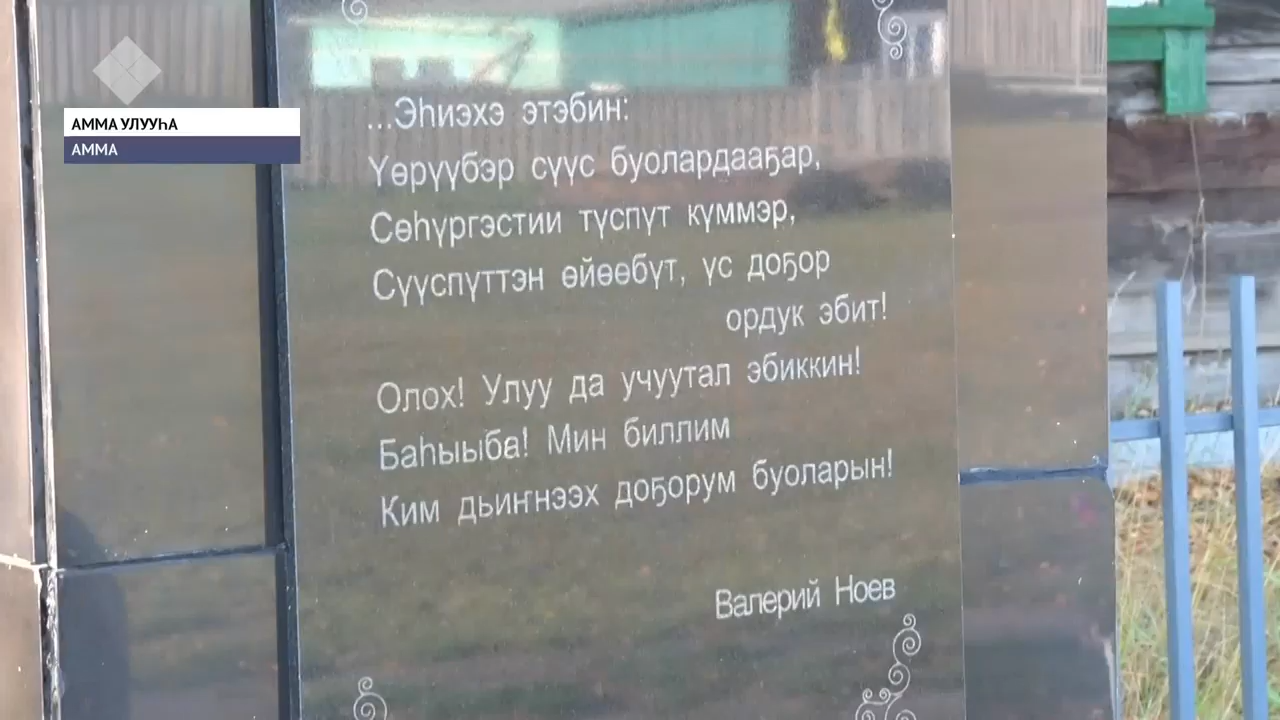 АММА УЛУУҺА
АММА
...Эһиэхэ этэбин:
Үөрүүбэр сүүс буолардааҕар,
Сөһүргэстии түспүт күммэр,
Сүүспүттэн өйөөбүт, үс доҕор
ордук эбит!
Олох! Улуу да учуутал эбиккин!
Баһыыба! Мин биллим
Ким дьиҥнээх доҕорум буоларын!
Валерий Ноев